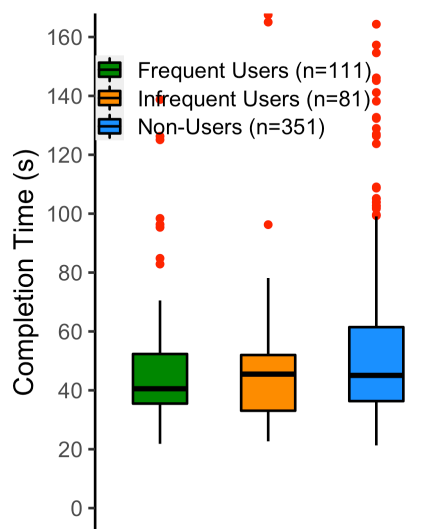 160
Frequent Users (n=111)
140
Infrequent Users (n=81)
Non-Users (n=351)
120
100
80
60
40
20
0
Completion Time (s)